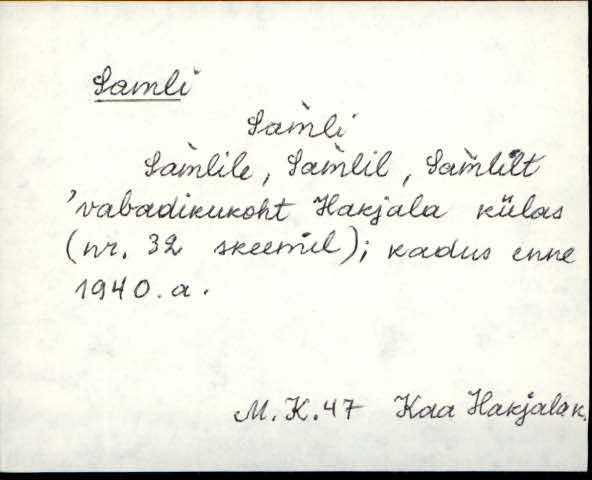 Samli
Sam̀li
Sam̀lile, Sam̀lil, Sam̀lilt
'vabadikukoht Hakjala külas
(nr. 32 skeemil); kadus enne
1940. a.
M.K.47 Kaa Hakjala k.